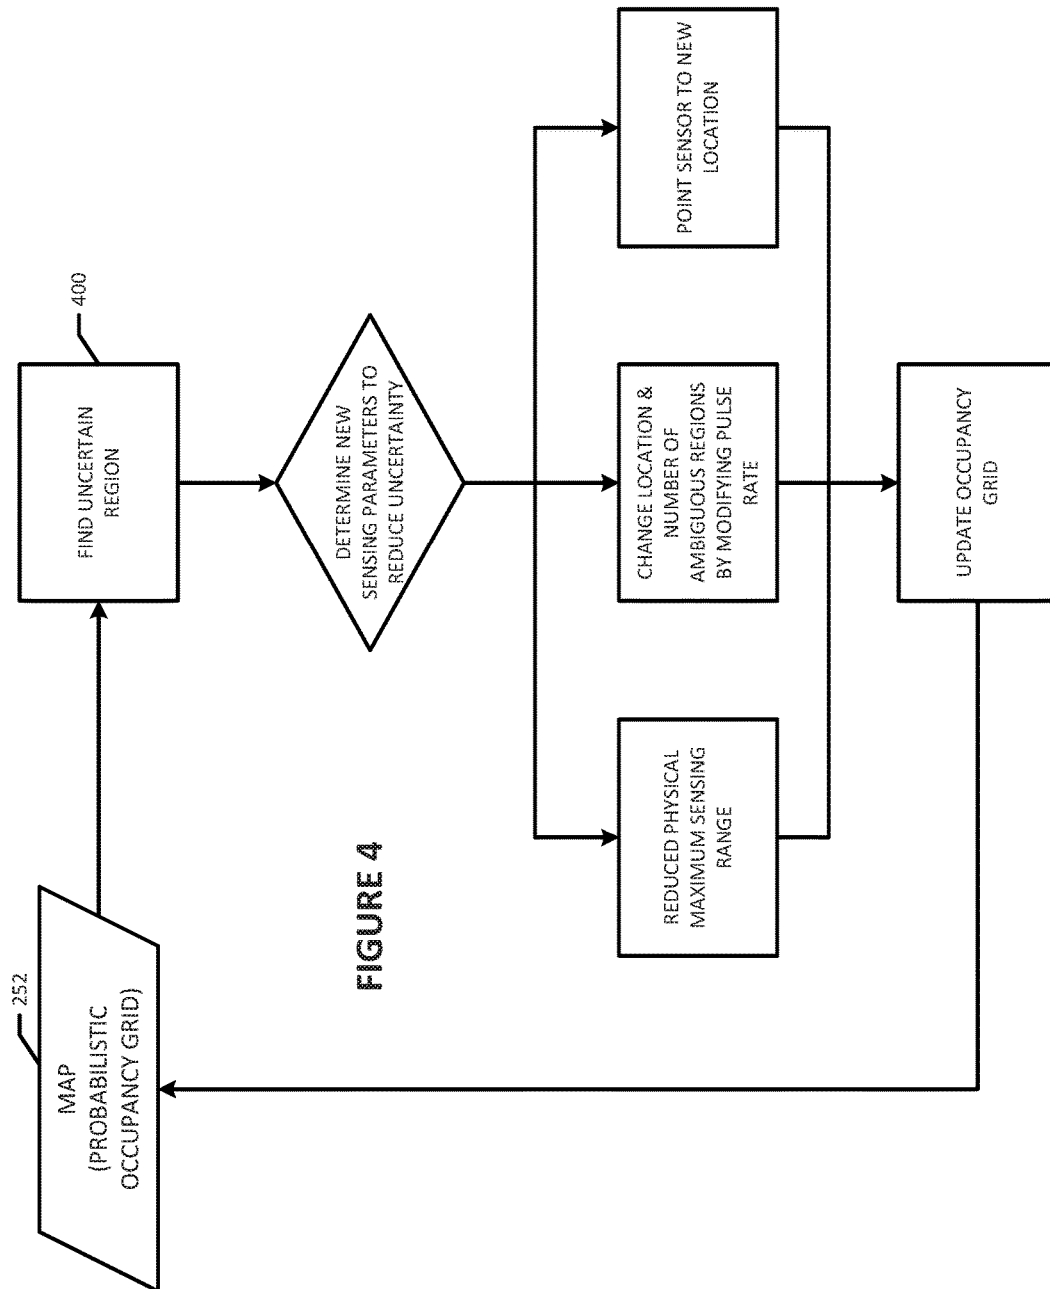 252
MAP
(PROBABILISTIC
OCCUPANCY GRID)
400
FIND UNCERTAIN
REGION
DETERMINE NEW
SENSING PARAMETERS TO
REDUCE UNCERTAINTY
REDUCED PHYSICAL
MAXIMUM SENSING
RANGE
CHANGE LOCATION &
NUMBER OF
AMBIGUOUS REGIONS
BY MODIFYING PULSE
RATE
POINT SENSOR TO NEW
LOCATION
UPDATE OCCUPANCY
GRID
FIGURE 4